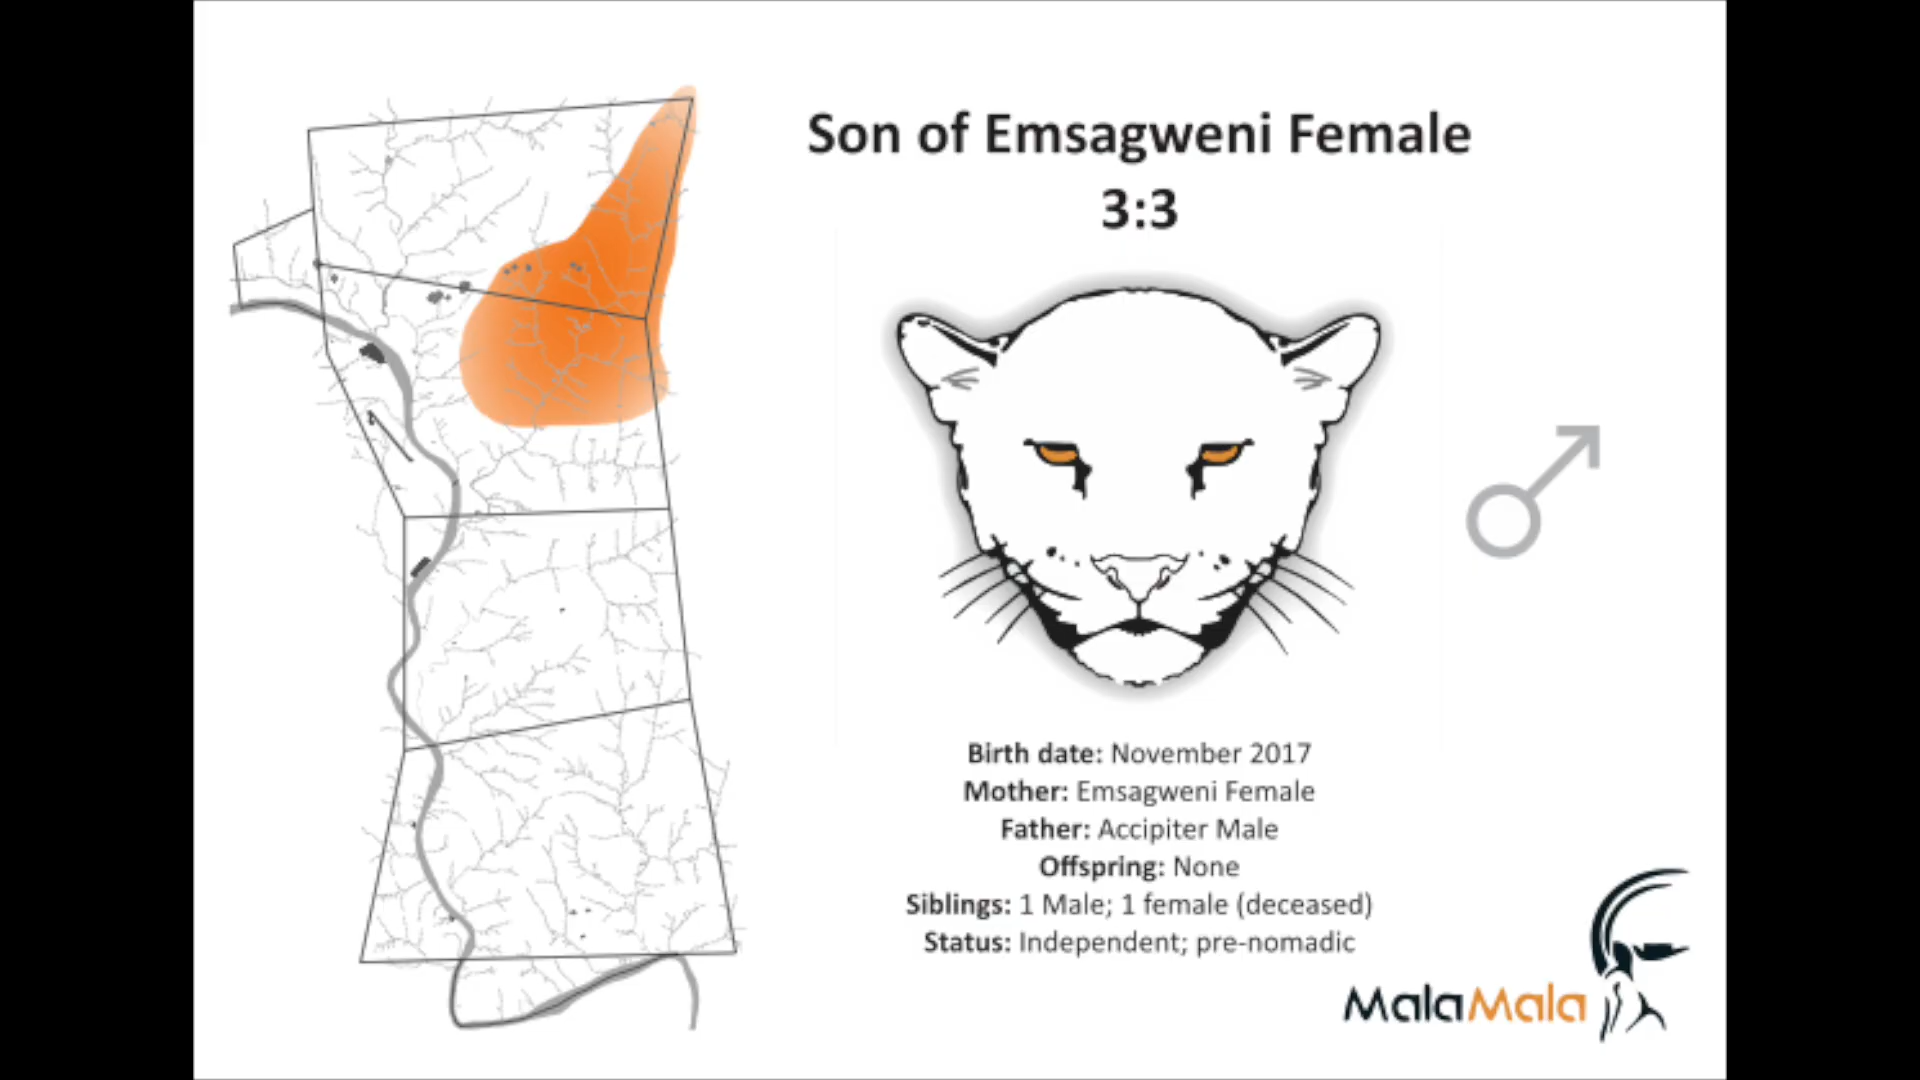 Son of Emsagweni Female
3:3
Birth date: November 2017
Mother: Emsagweni Female
Father: Accipiter Male
Offspring: None
Siblings: 1 Male; 1 female (deceased)
Status: Independent; pre-nomadic
MalaMala